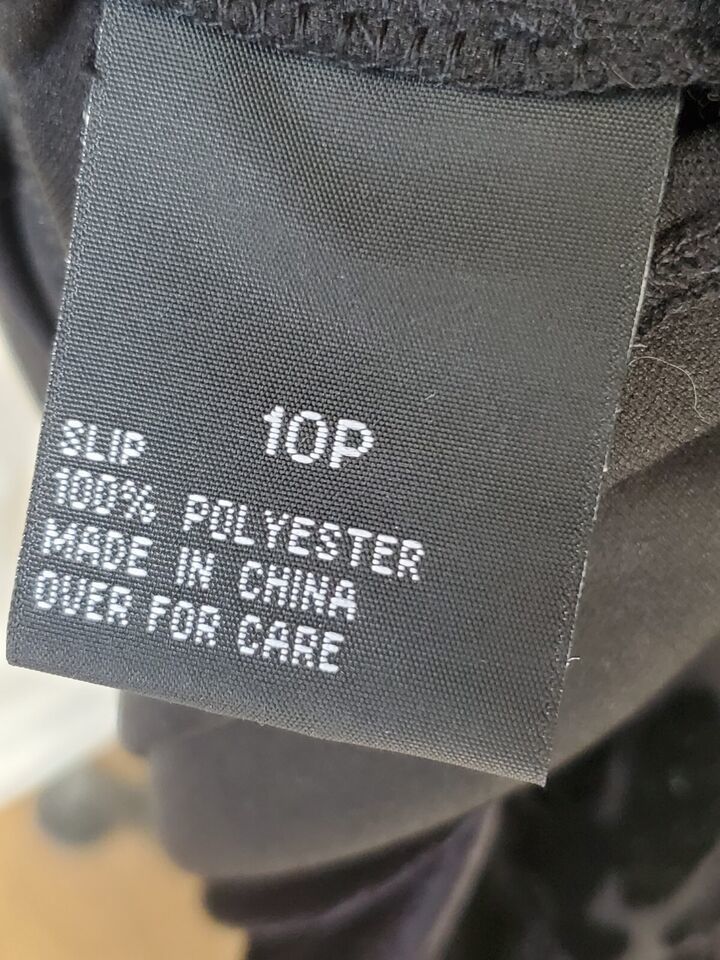 10P
SLIP
100% POLYESTER
MADE IN CHINA
OVER FOR CARE